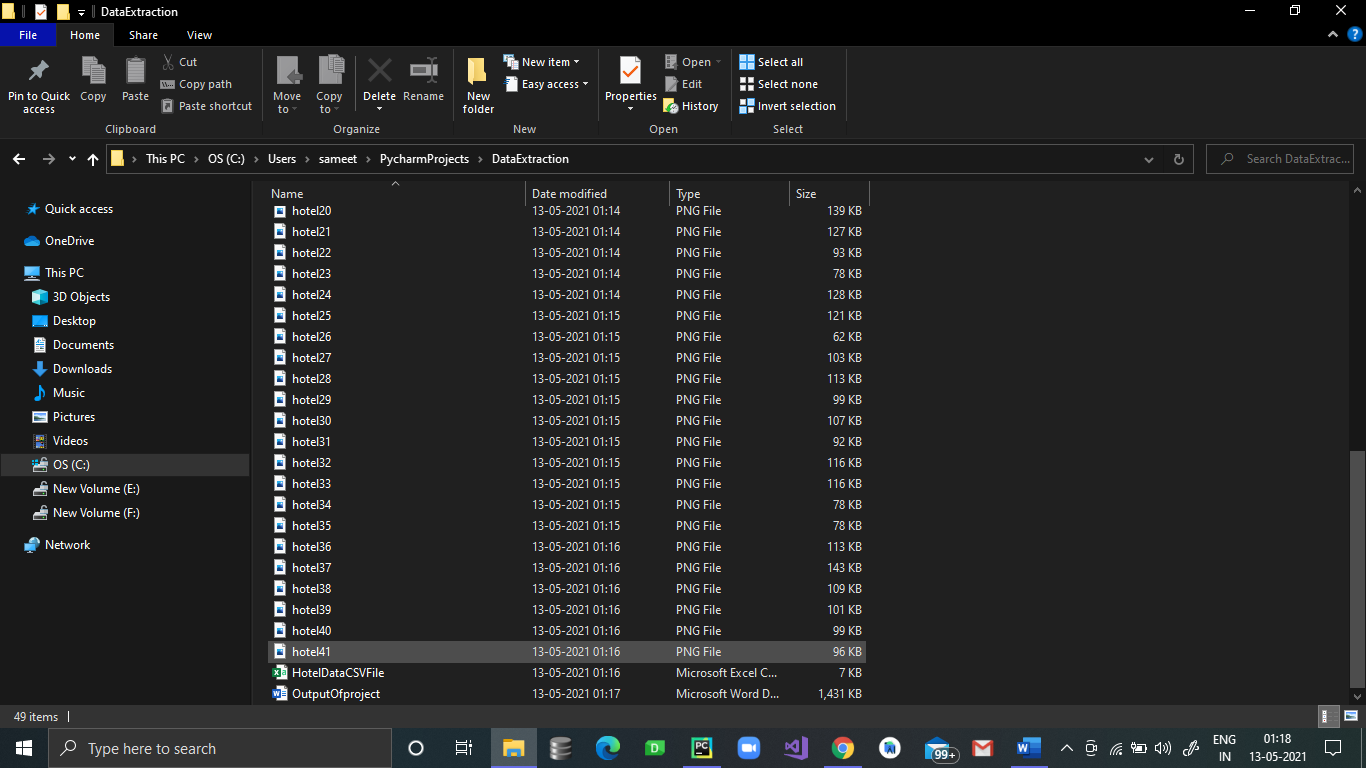 DataExtraction
File Home Share View
Pin to Quick access
Copy
Paste
Cut
Copy path
Paste shortcut
Clipboard
Move to
Copy to
Delete
Rename
Organize
New folder
New item
Easy access
New
Properties
Open
Edit
History
Open
Select all
Select none
Invert selection
Select
This PC > OS (C:) > Users > sameet > PycharmProjects > DataExtraction
Search DataExtrac...
Quick access
OneDrive
This PC
3D Objects
Desktop
Documents
Downloads
Music
Pictures
Videos
OS (C:)
New Volume (E:)
New Volume (F:)
Network
Name Date modified Type Size
hotel20 13-05-2021 01:14 PNG File 139 KB
hotel21 13-05-2021 01:14 PNG File 127 KB
hotel22 13-05-2021 01:14 PNG File 93 KB
hotel23 13-05-2021 01:14 PNG File 78 KB
hotel24 13-05-2021 01:14 PNG File 128 KB
hotel25 13-05-2021 01:15 PNG File 121 KB
hotel26 13-05-2021 01:15 PNG File 62 KB
hotel27 13-05-2021 01:15 PNG File 103 KB
hotel28 13-05-2021 01:15 PNG File 113 KB
hotel29 13-05-2021 01:15 PNG File 99 KB
hotel30 13-05-2021 01:15 PNG File 107 KB
hotel31 13-05-2021 01:15 PNG File 92 KB
hotel32 13-05-2021 01:15 PNG File 116 KB
hotel33 13-05-2021 01:15 PNG File 116 KB
hotel34 13-05-2021 01:15 PNG File 78 KB
hotel35 13-05-2021 01:15 PNG File 78 KB
hotel36 13-05-2021 01:16 PNG File 113 KB
hotel37 13-05-2021 01:16 PNG File 143 KB
hotel38 13-05-2021 01:16 PNG File 109 KB
hotel39 13-05-2021 01:16 PNG File 101 KB
hotel40 13-05-2021 01:16 PNG File 99 KB
hotel41 13-05-2021 01:16 PNG File 96 KB
HotelDataCSVFile 13-05-2021 01:16 Microsoft Excel C... 7 KB
OutputOfproject 13-05-2021 01:17 Microsoft Word D... 1,431 KB
49 items
Type here to search
D
PC
99+
W
ENG
IN
01:18
13-05-2021